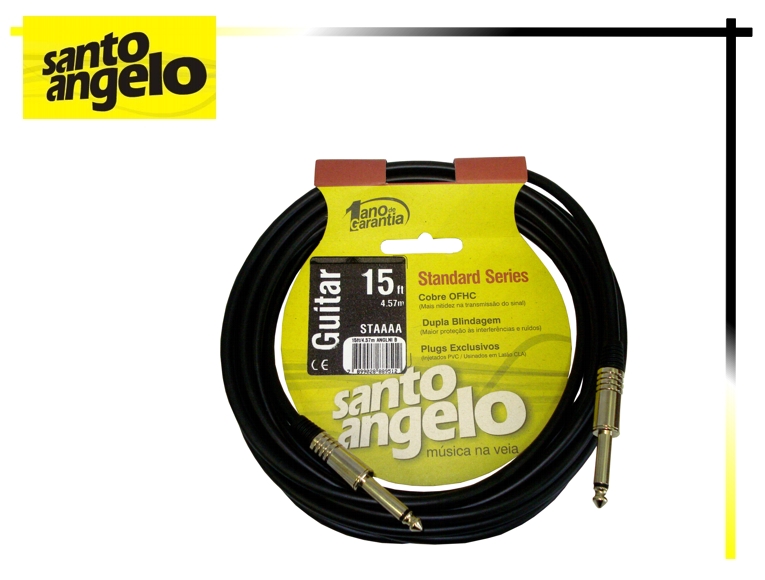 santo
angelo
1 ano de
Garantia
Guitar
15 ft
4.57m
STAAAA
CE
Standard Series
Cobre OFHC
(Mais nitidez na transmissão do sinal)
Dupla Blindagem
(Maior proteção às interferências e ruídos)
Plugs Exclusivos
santo
angelo
música na veia